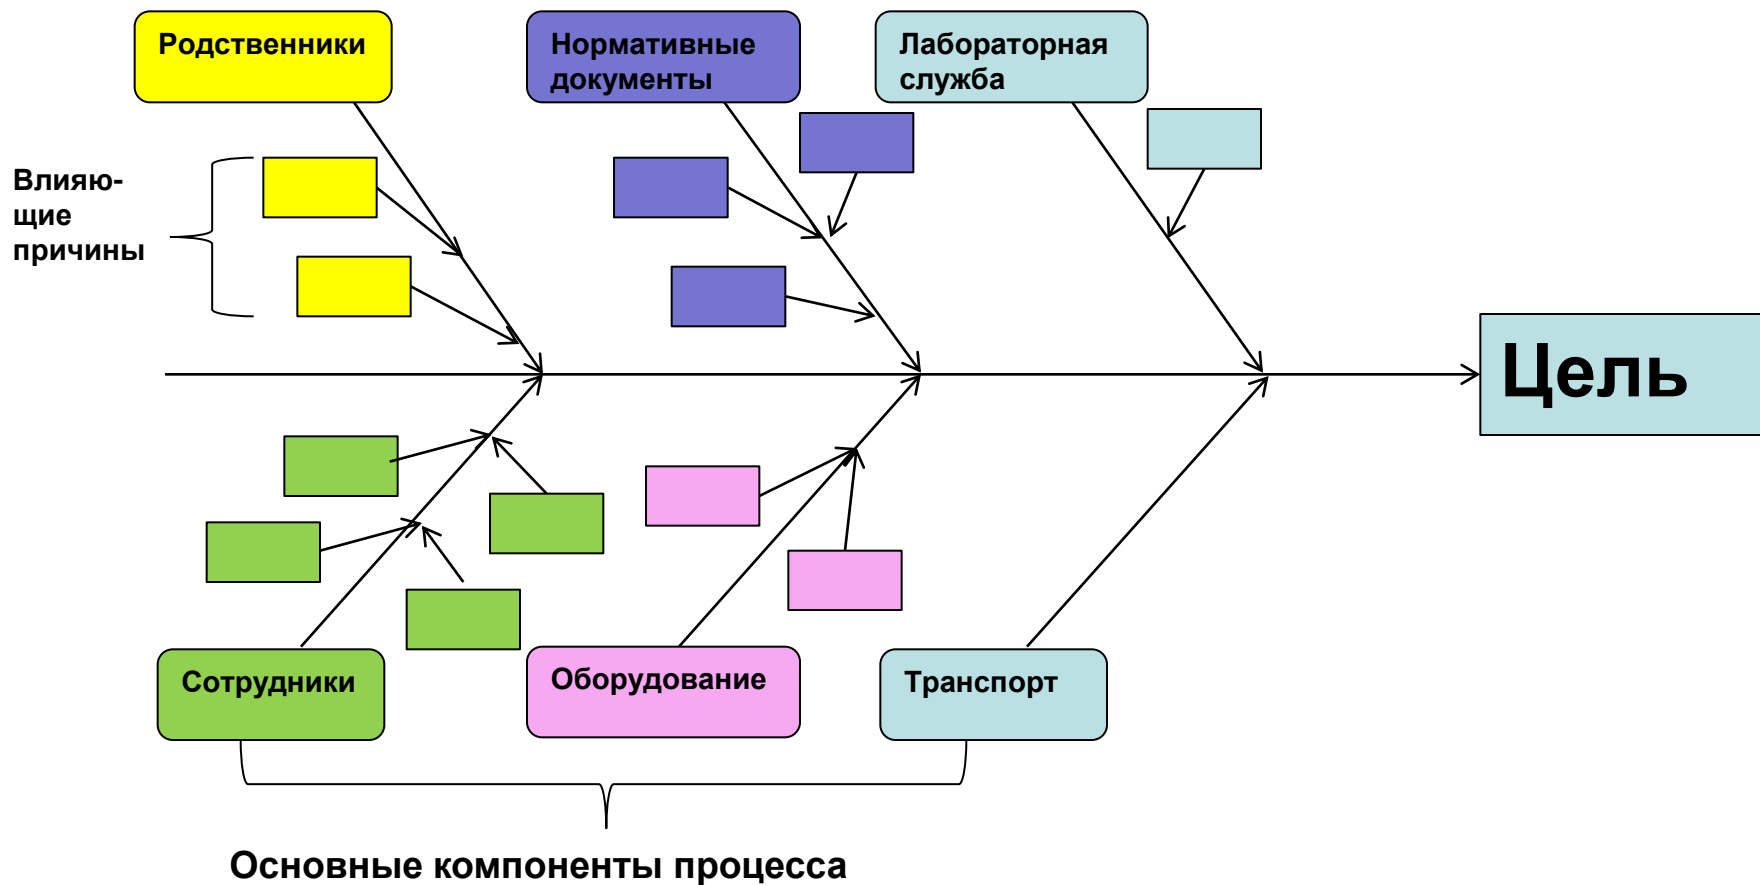 Родственники
Нормативные
документы
Лабораторная
служба
Влияю-
щие
причины
Цель
Сотрудники
Оборудование
Транспорт
Основные компоненты процесса